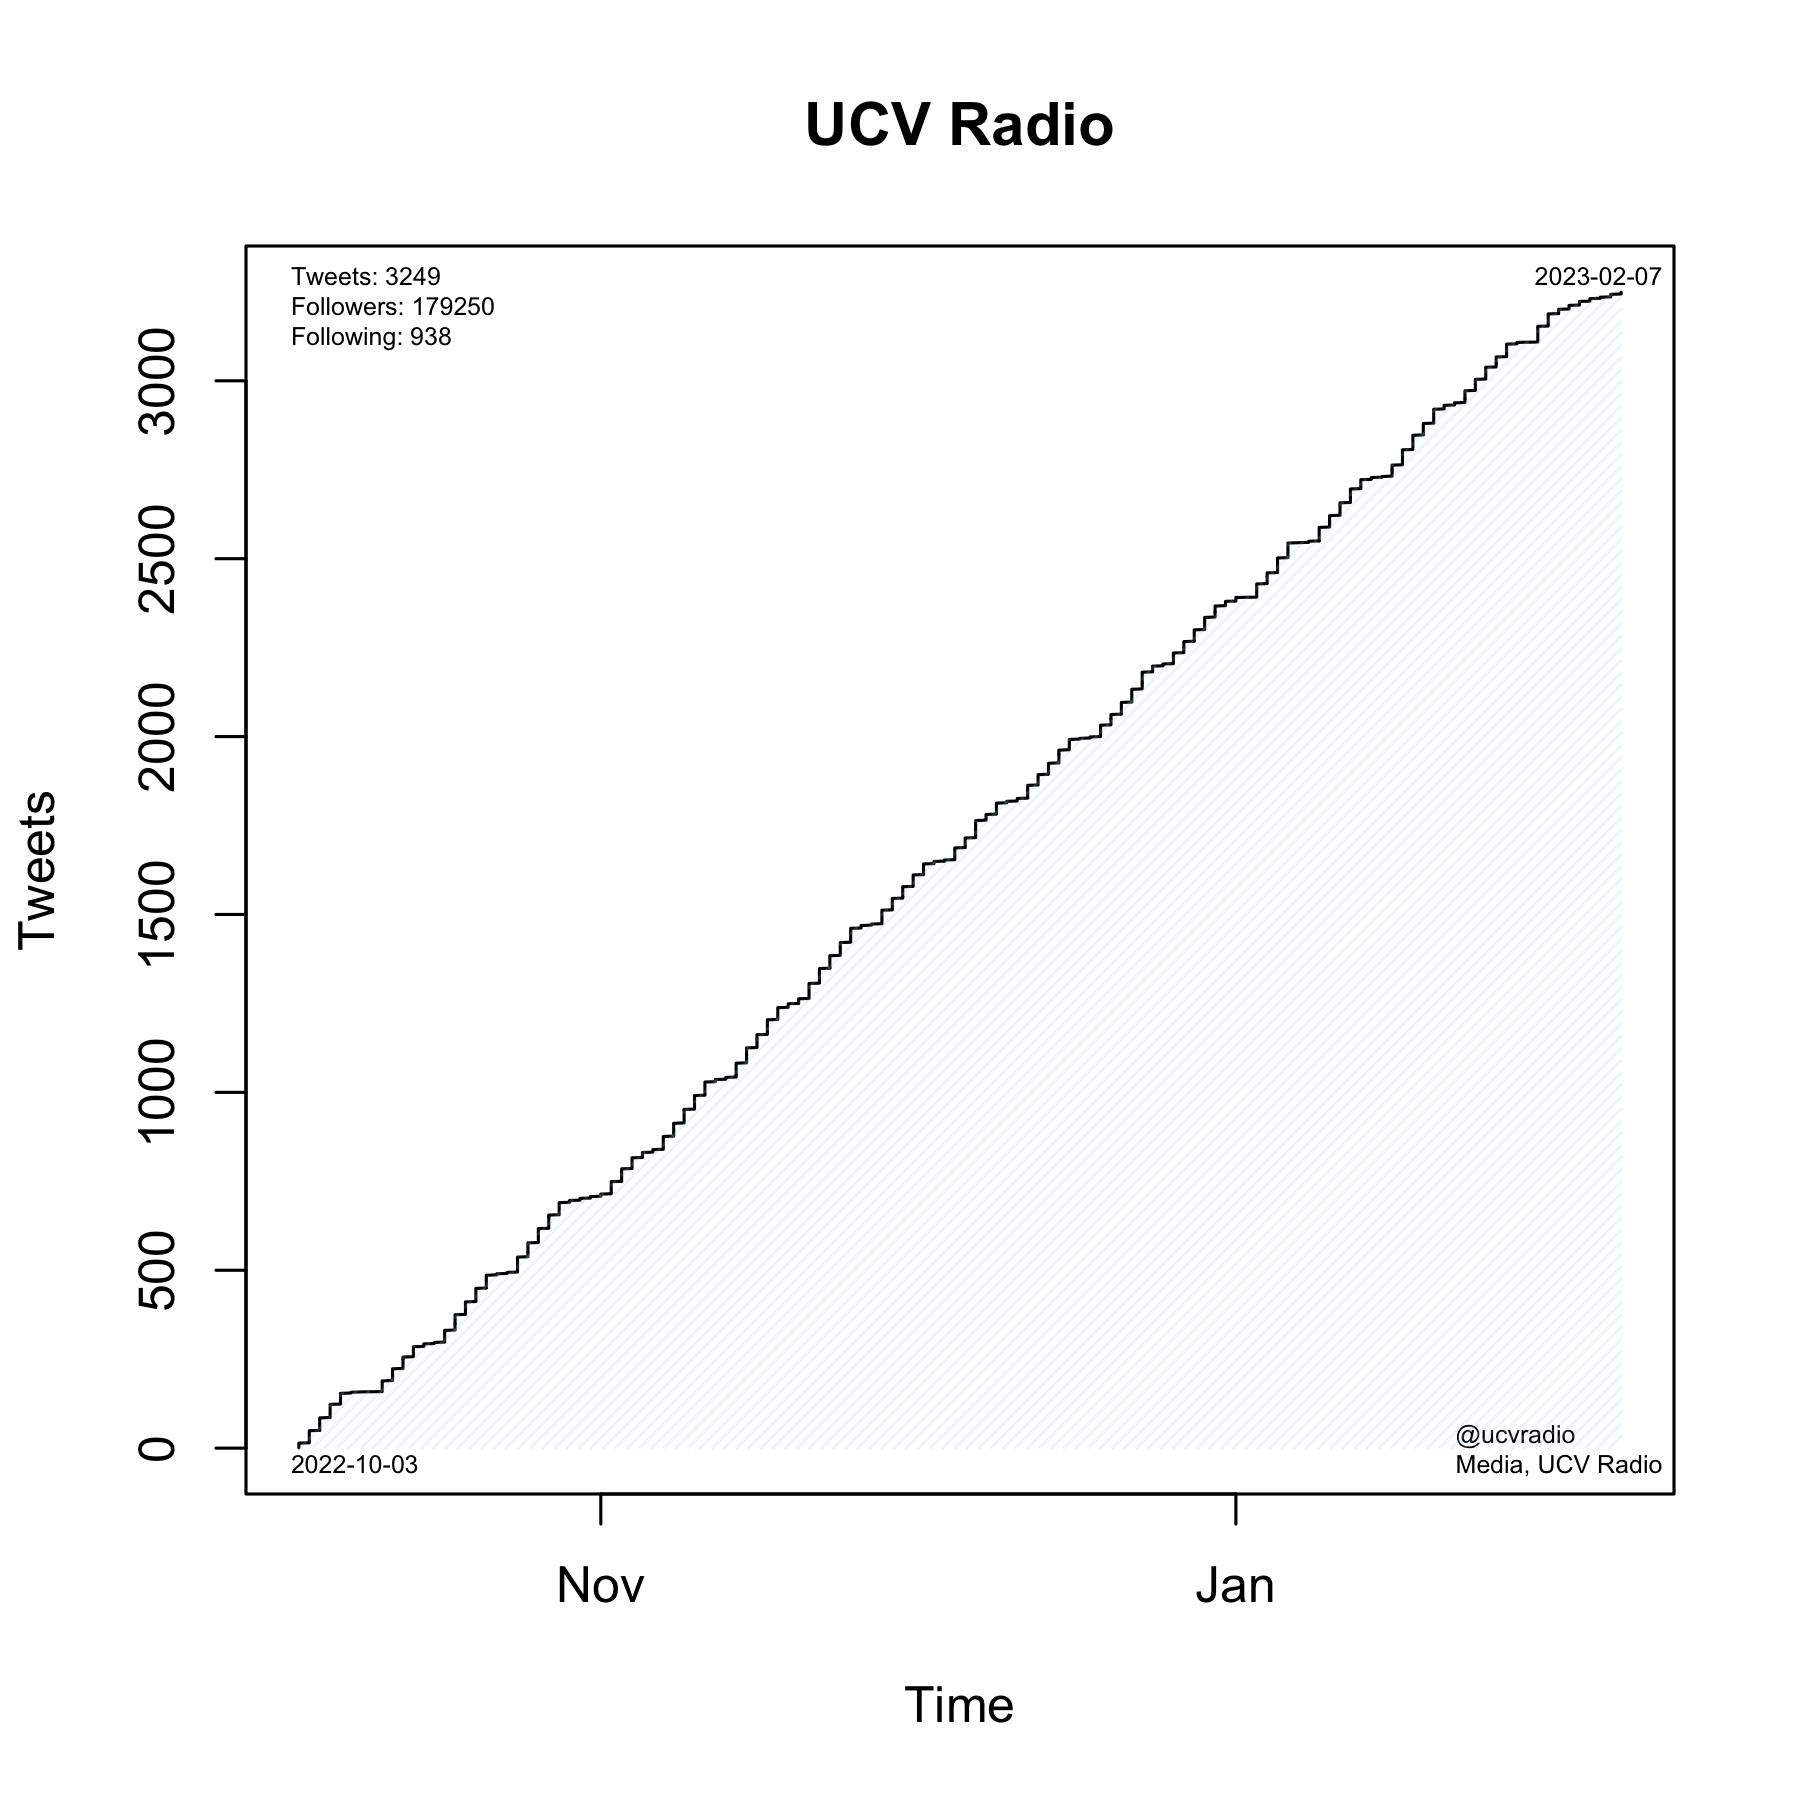 UCV Radio
Tweets: 3249
Followers: 179250
Following: 938
2023-02-07
3000
2500
2000
1500
1000
500
0
Tweets
2022-10-03
@ucvradio
Media, UCV Radio
Nov
Jan
Time